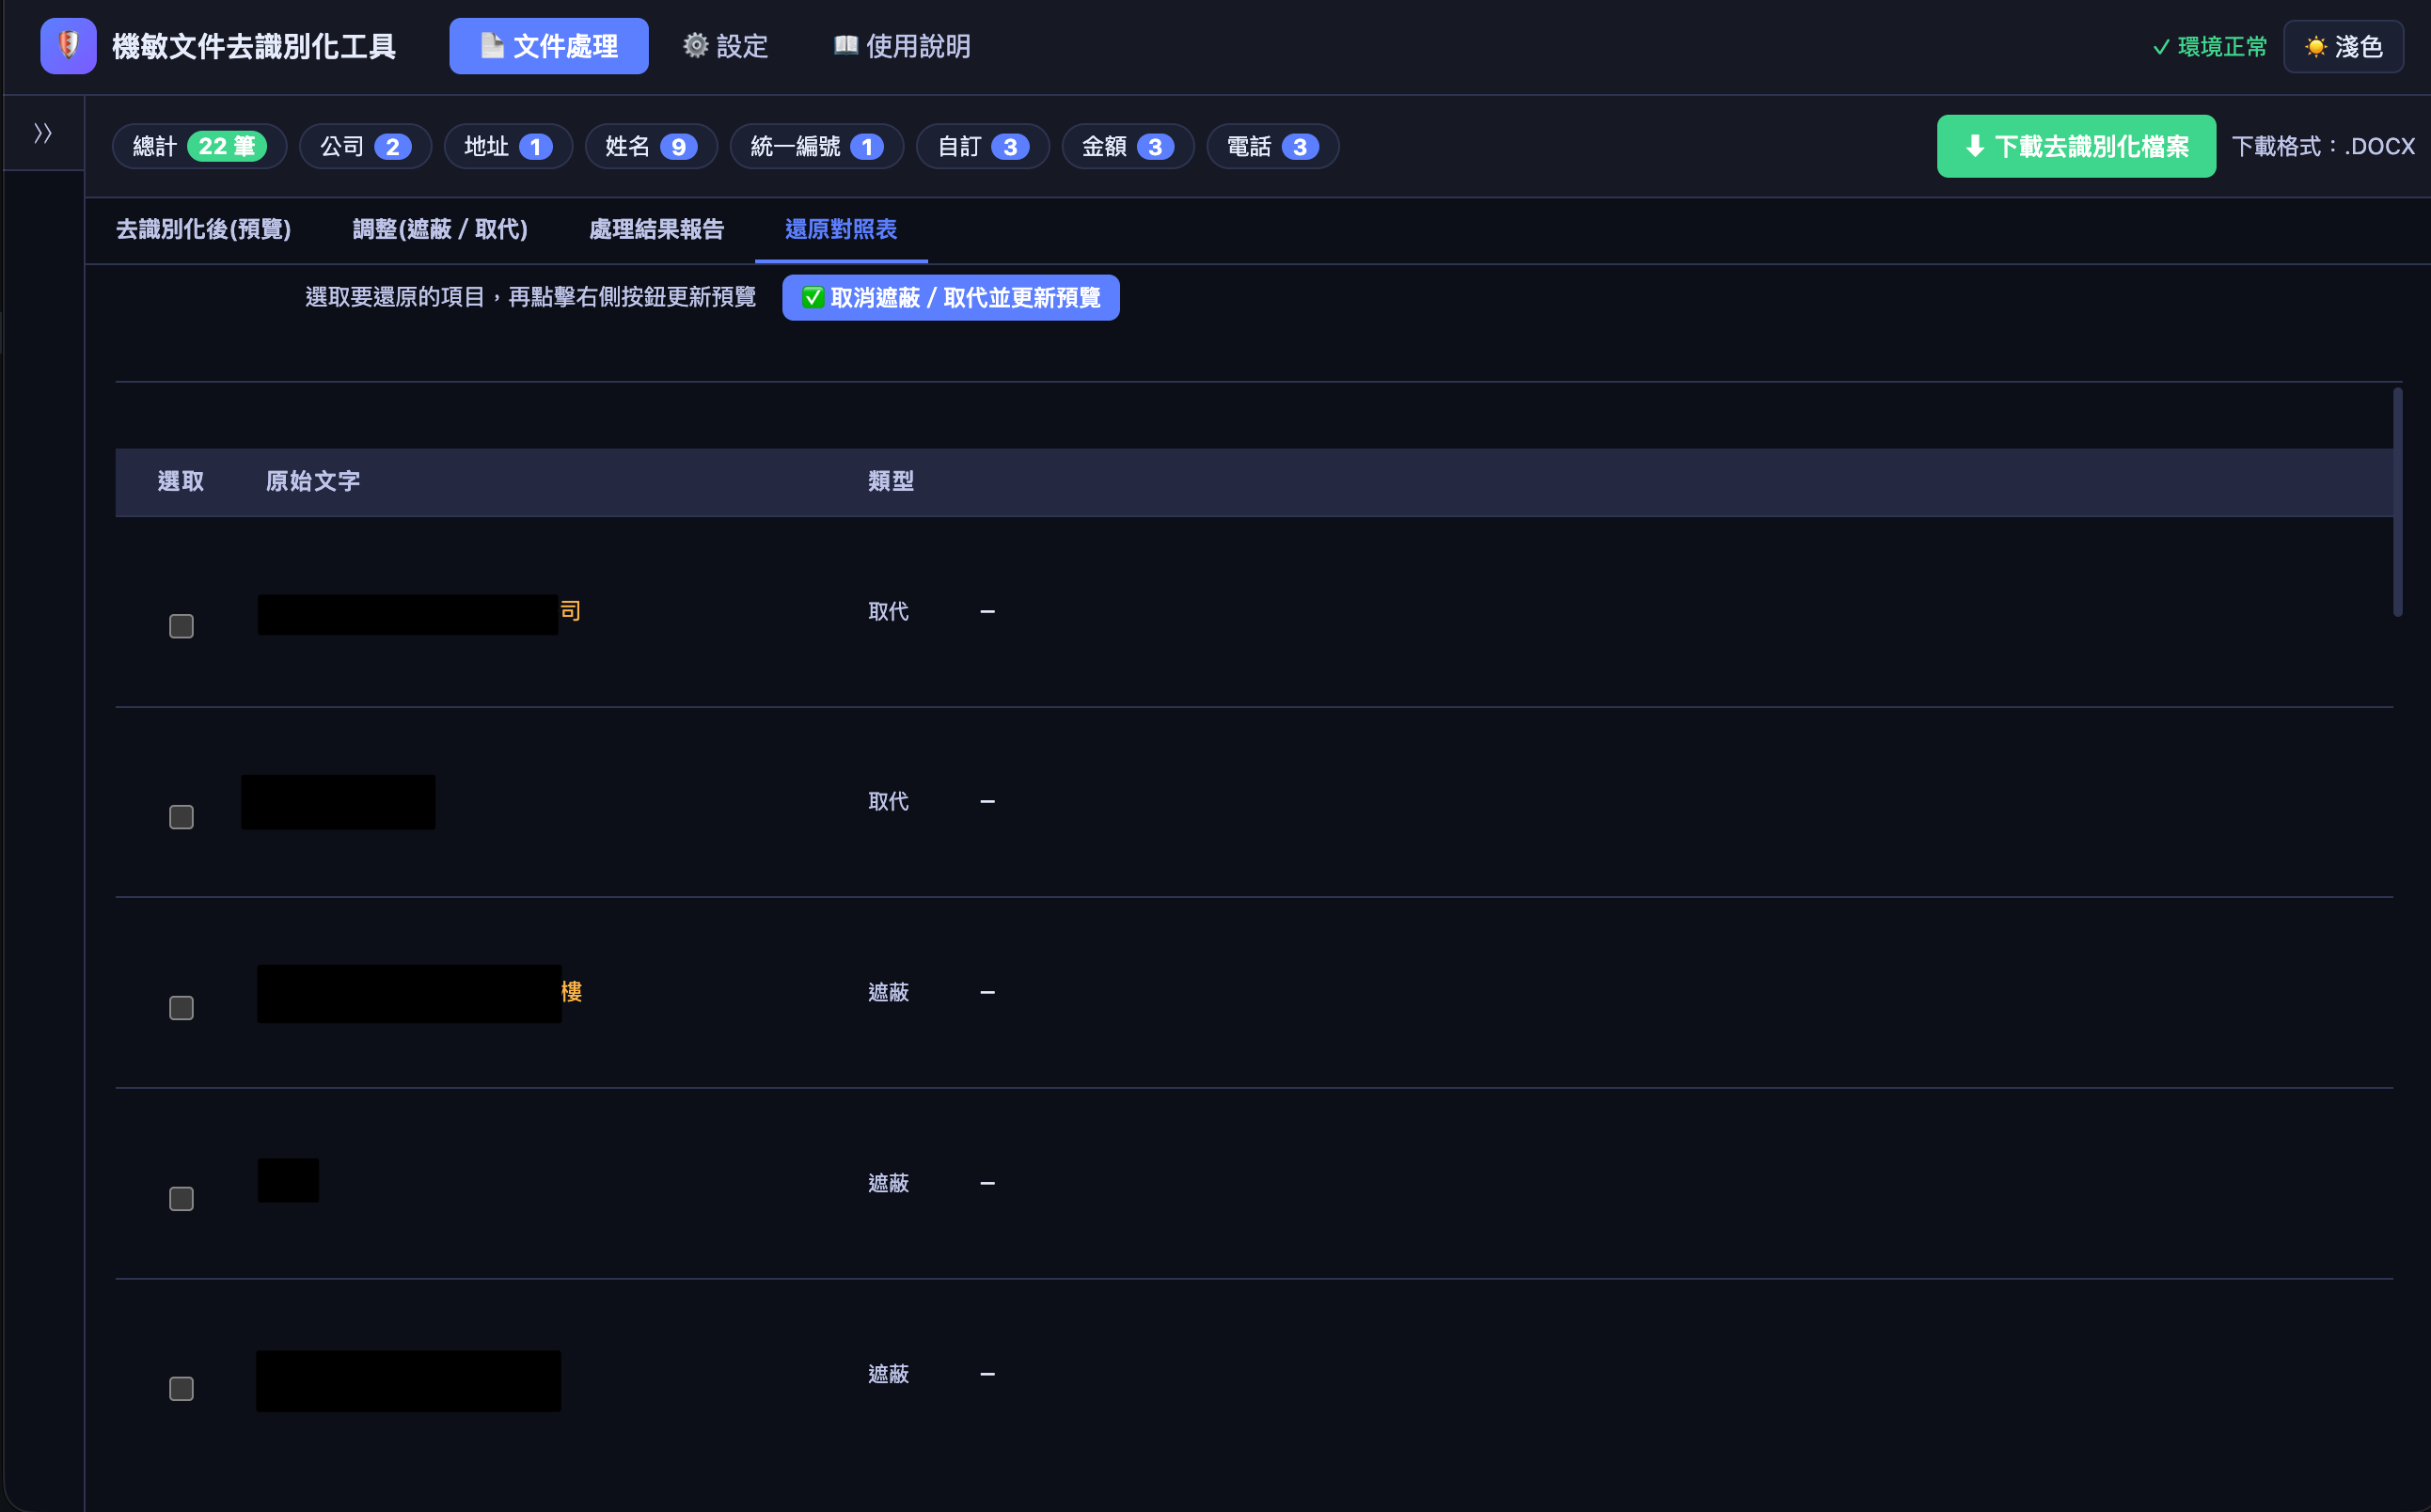 機敏文件去識別化工具 文件處理 設定 使用說明 ✓ 環境正常 淺色
總計 22 筆 公司 2 地址 1 姓名 9 統一編號 1 自訂 3 金額 3 電話 3 下載去識別化檔案 下載格式：.DOCX
去識別化後(預覽) 調整(遮蔽 / 取代) 處理結果報告 還原對照表
選取要還原的項目，再點擊右側按鈕更新預覽 取消遮蔽 / 取代並更新預覽
選取 原始文字 類型
司 取代 —
取代 —
樓 遮蔽 —
遮蔽 —
遮蔽 —